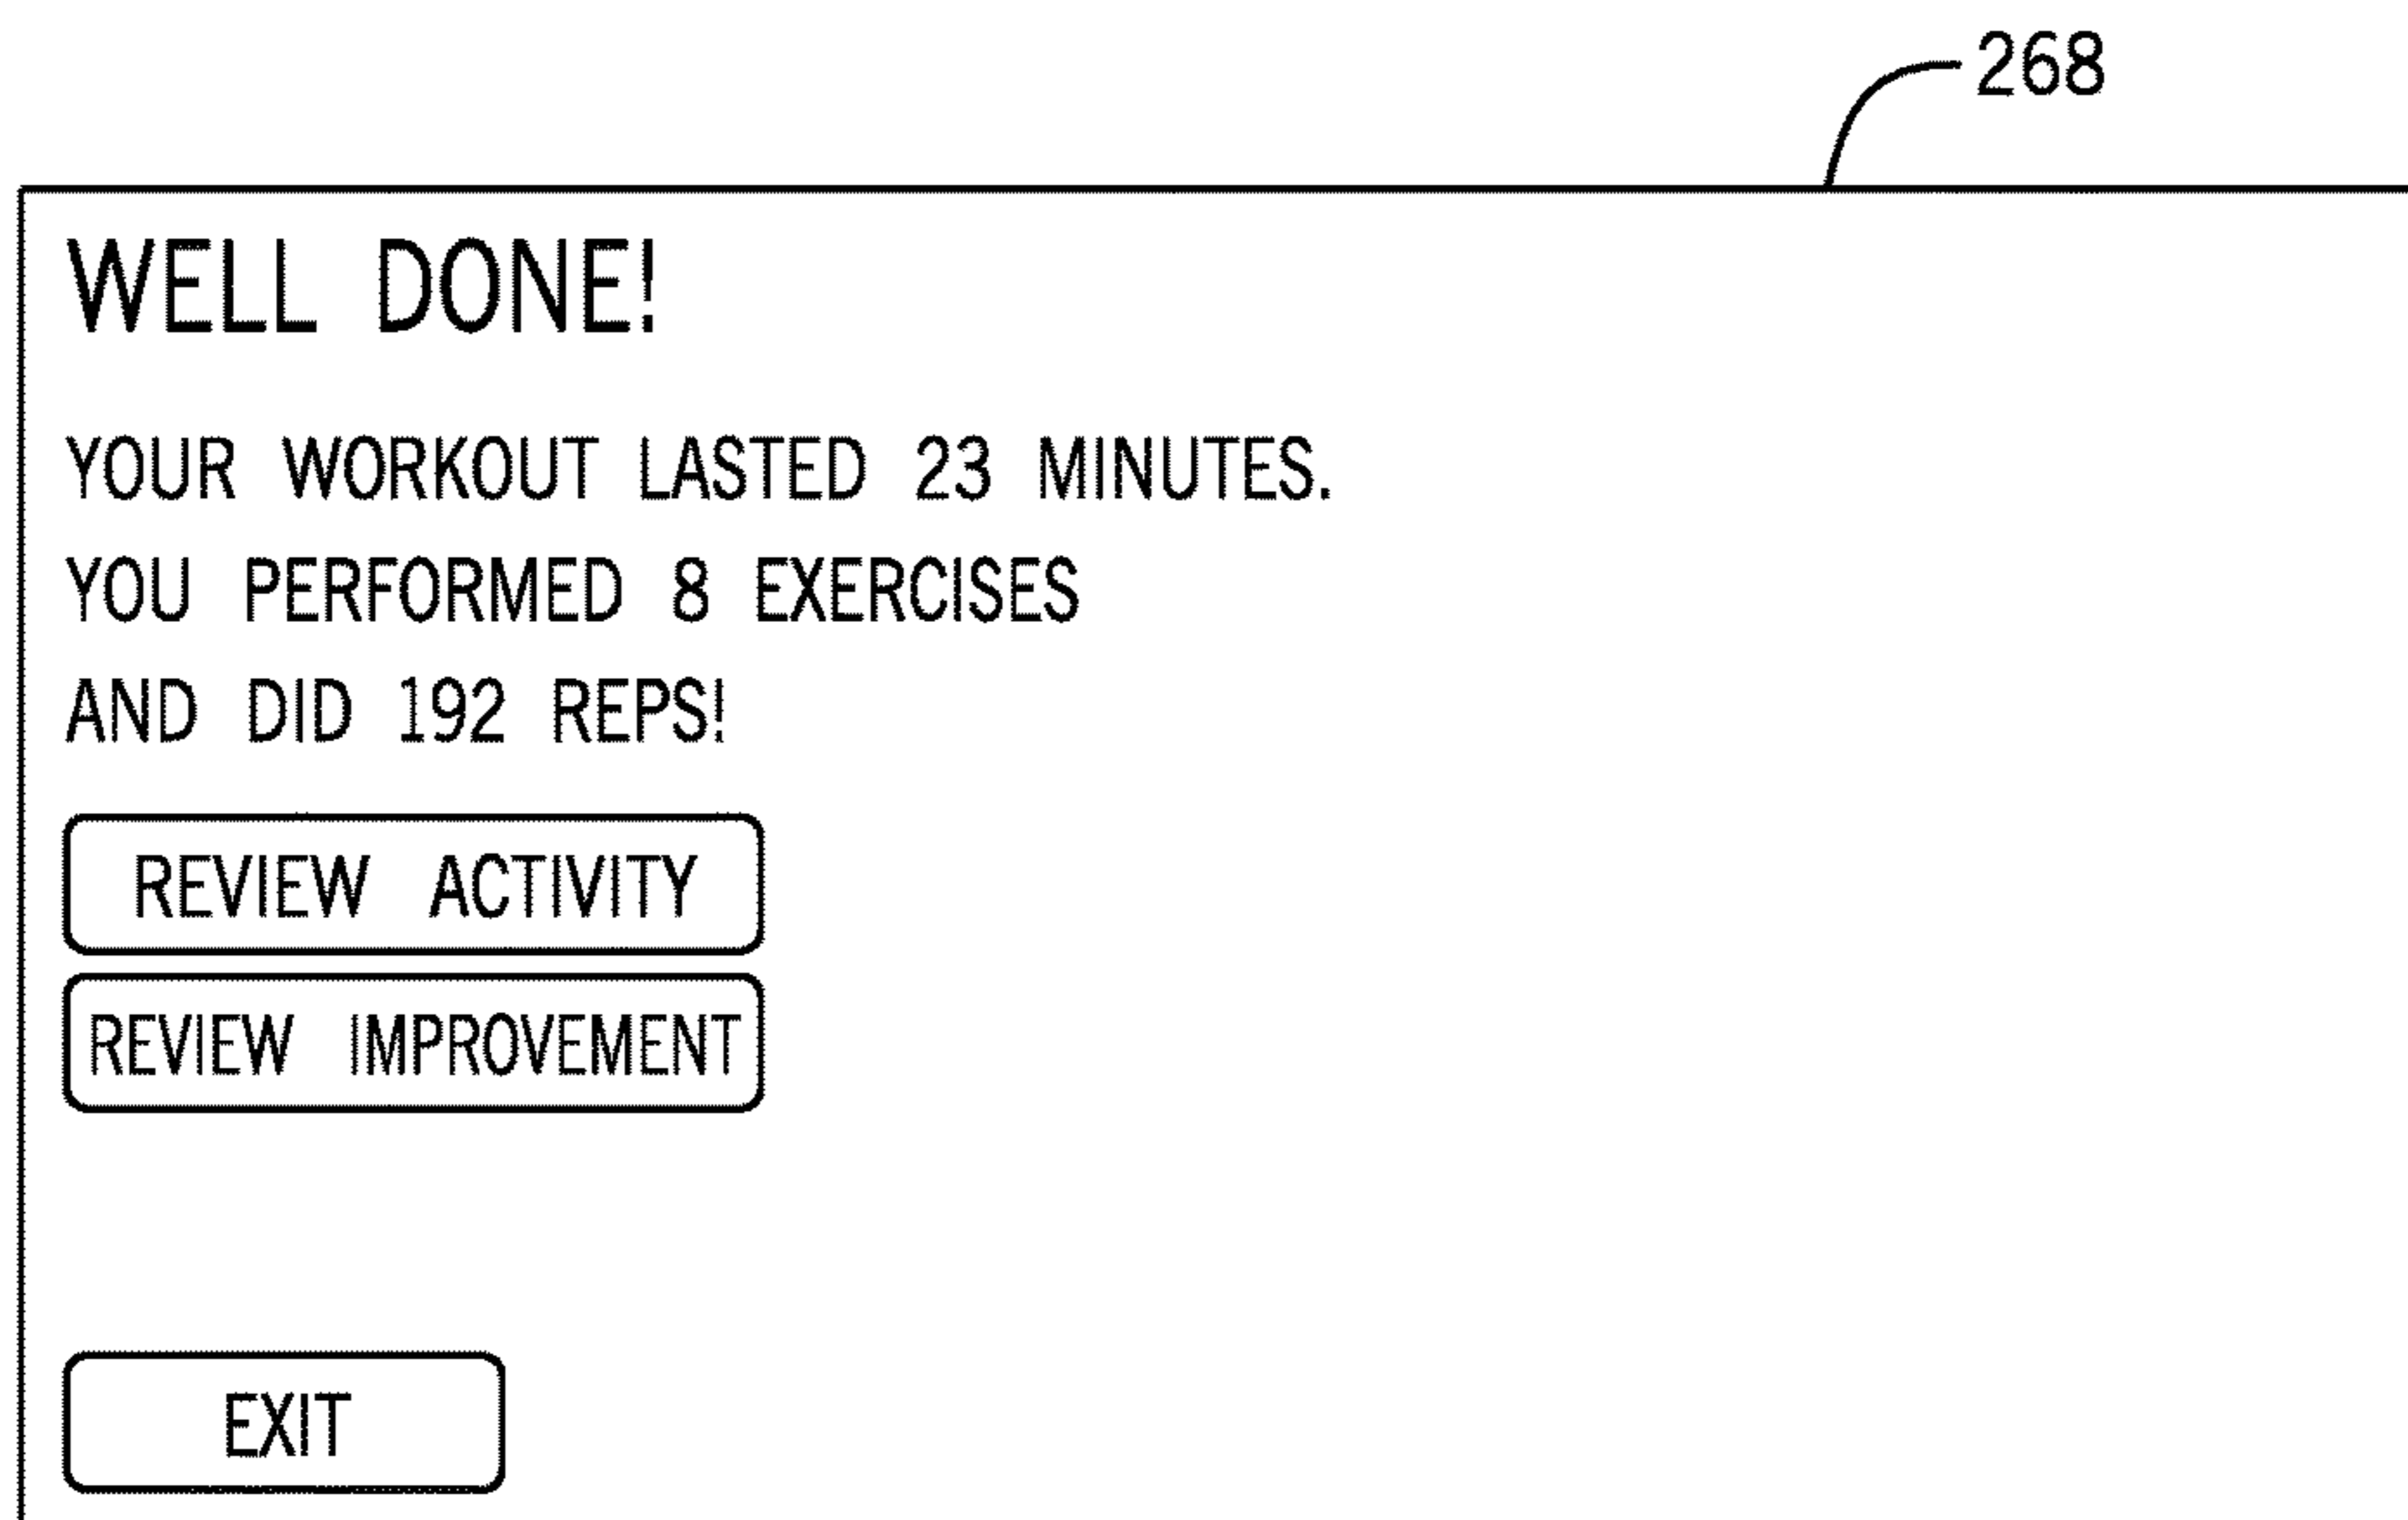 268
WELL DONE!
YOUR WORKOUT LASTED 23 MINUTES.
YOU PERFORMED 8 EXERCISES
AND DID 192 REPS!
REVIEW ACTIVITY
REVIEW IMPROVEMENT
EXIT